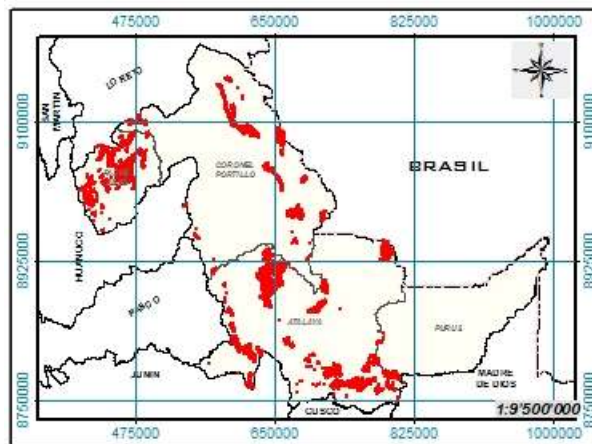 475000 650000 825000 1000000
LORETO
SAN
MARTIN
9100000 9100000
CORONEL
PORTILLO
BRASIL
HUANUCO
8925000 8925000
PASCO
ATALAYA
PURUS
JUNIN
MADRE
DE DIOS
CUSCO
8750000 8750000
1:9'500'000
475000 650000 825000 1000000